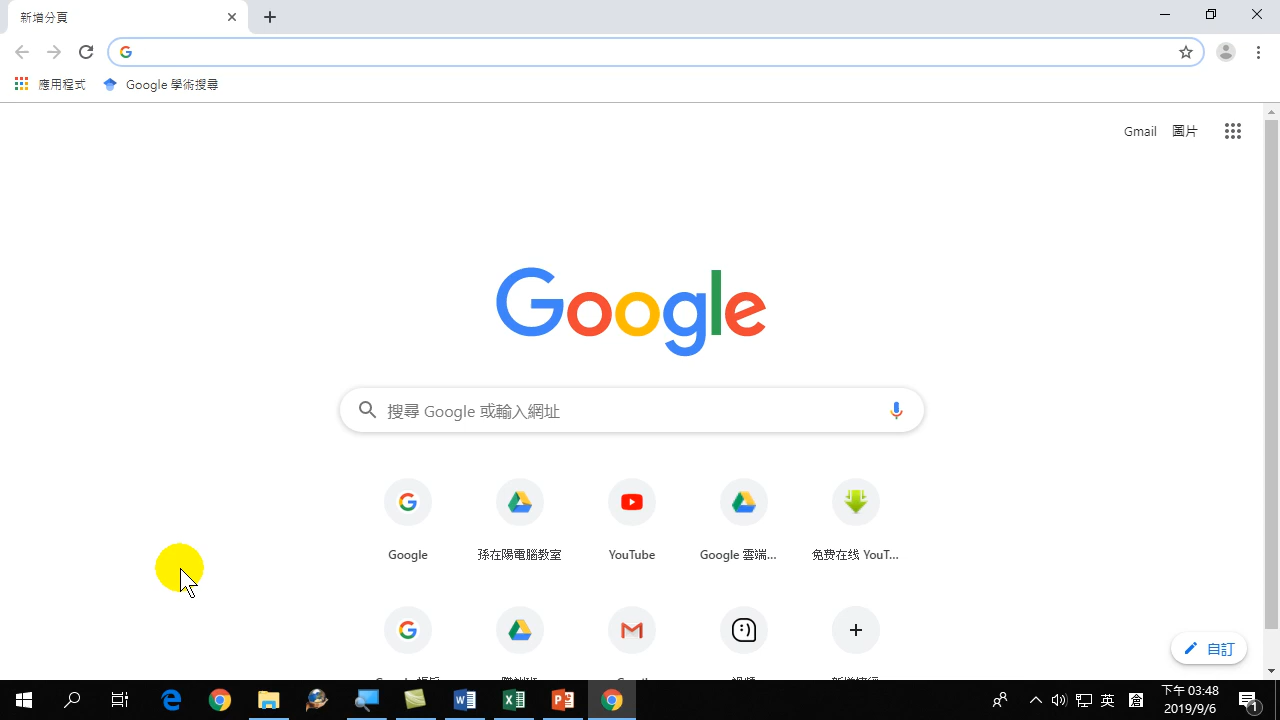 新增分頁
應用程式
Google 學術搜尋
Gmail
圖片
Google
搜尋 Google 或輸入網址
Google
孫在陽電腦教室
YouTube
Google 雲端...
免费在线 YouT...
自訂
英
下午 03:48
2019/9/6
1